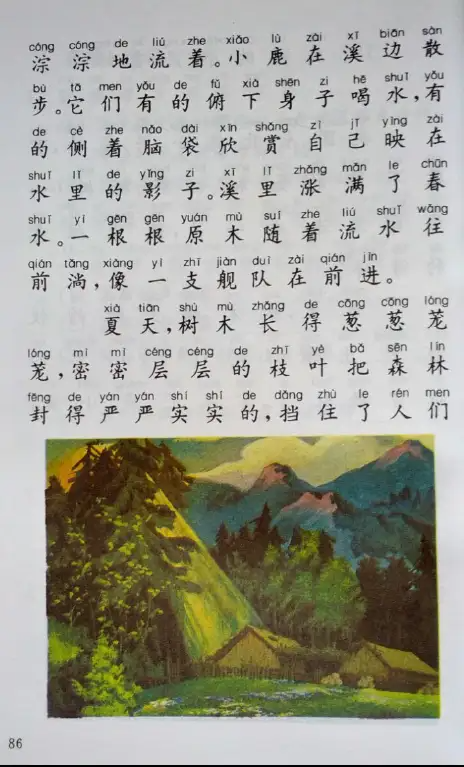 cóng cóng de liú zhe xiǎo lù zài xī biān sàn
淙淙地流着。小鹿在溪边散
bù tā men yǒu de fǔ xià shēn zi hē shuǐ yǒu
步。它们有的俯下身子喝水,有
de cè zhe nǎo dài xīn shǎng zì jǐ yìng zài
的侧着脑袋欣赏自己映在
shuǐ lǐ de yǐng zi xī lǐ zhǎng mǎn le chūn
水里的影子。溪里涨满了春
shuǐ yì gēn gēn yuán mù suí zhe liú shuǐ wǎng
水。一根根原木随着流水往
qián tǎng xiàng yì zhī jiàn duì zài qián jìn
前淌,像一支舰队在前进。
xià tiān shù mù zhǎng de cōng cōng lóng
夏天,树木长得葱葱茏
lóng mì mì céng céng de zhī yè bǎ sēn lín
茏,密密层层的枝叶把森林
fēng de yán yán shí shí de dǎng zhù le rén men
封得严严实实的,挡住了人们
86